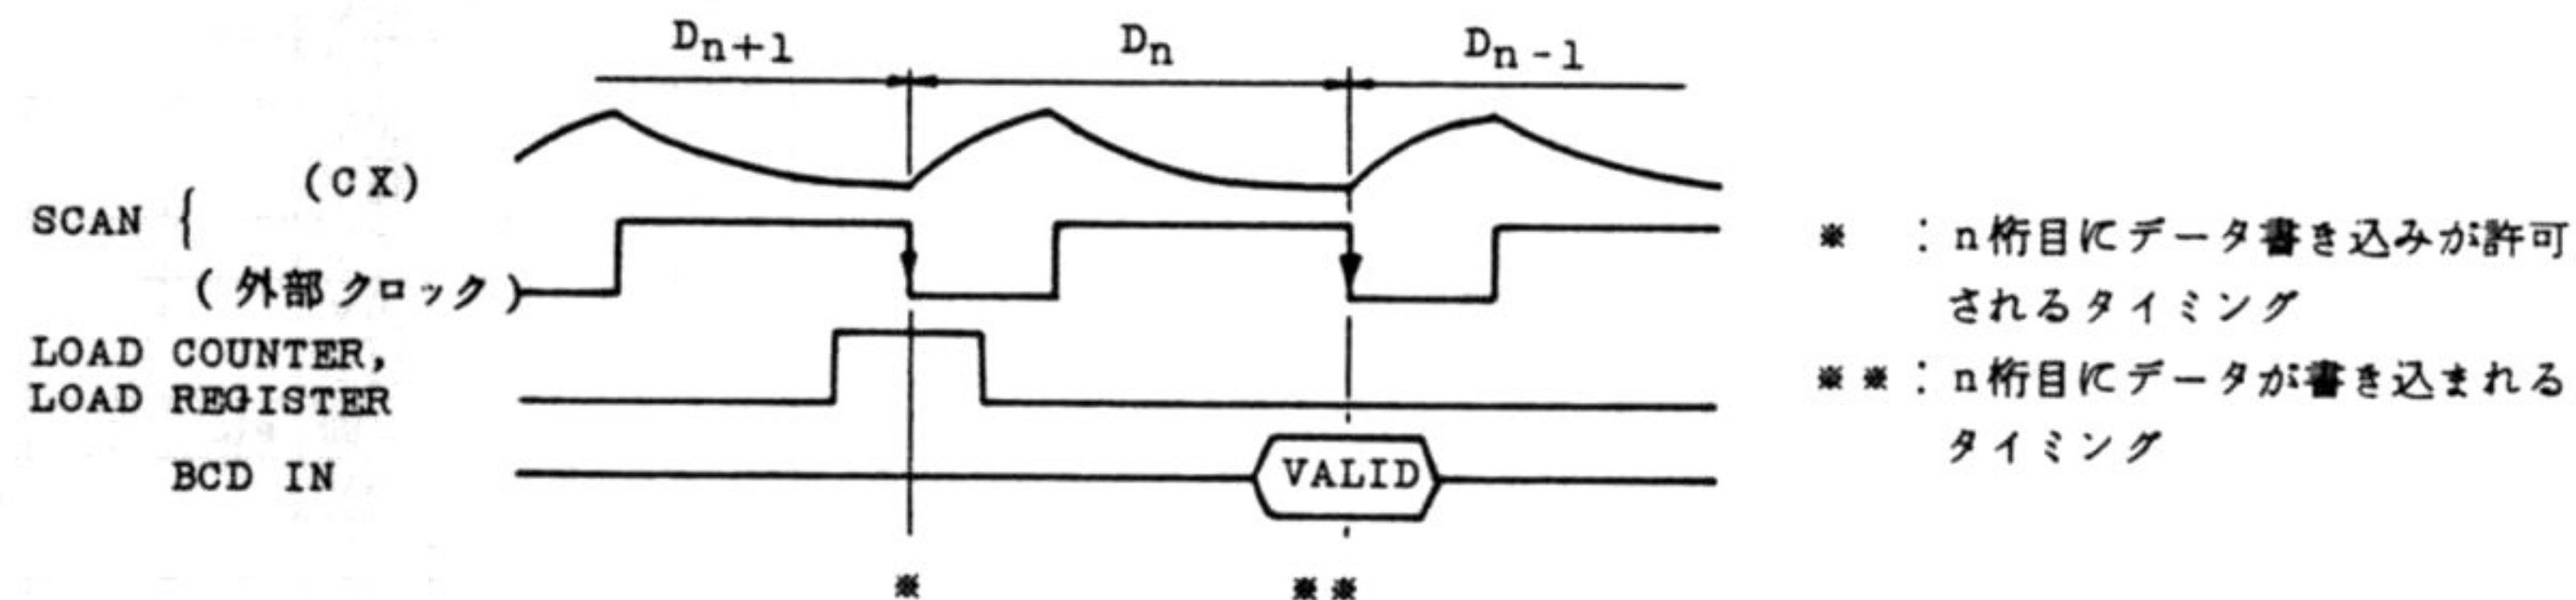 Dn+1 Dn Dn-1
(CX)
SCAN {
(外部クロック)
LOAD COUNTER,
LOAD REGISTER
BCD IN
VALID
※ ※※
※ :n桁目にデータ書き込みが許可
されるタイミング
※※:n桁目にデータが書き込まれる
タイミング